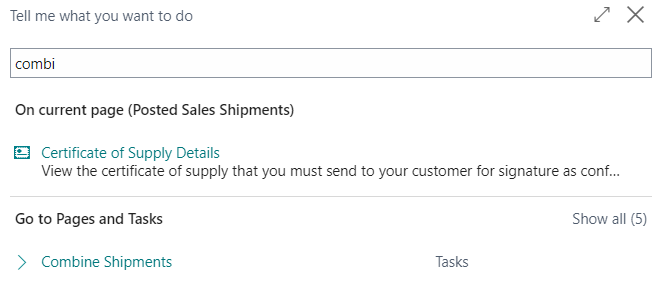 Tell me what you want to do
combi
On current page (Posted Sales Shipments)
Certificate of Supply Details
View the certificate of supply that you must send to your customer for signature as conf...
Go to Pages and Tasks Show all (5)
Combine Shipments Tasks